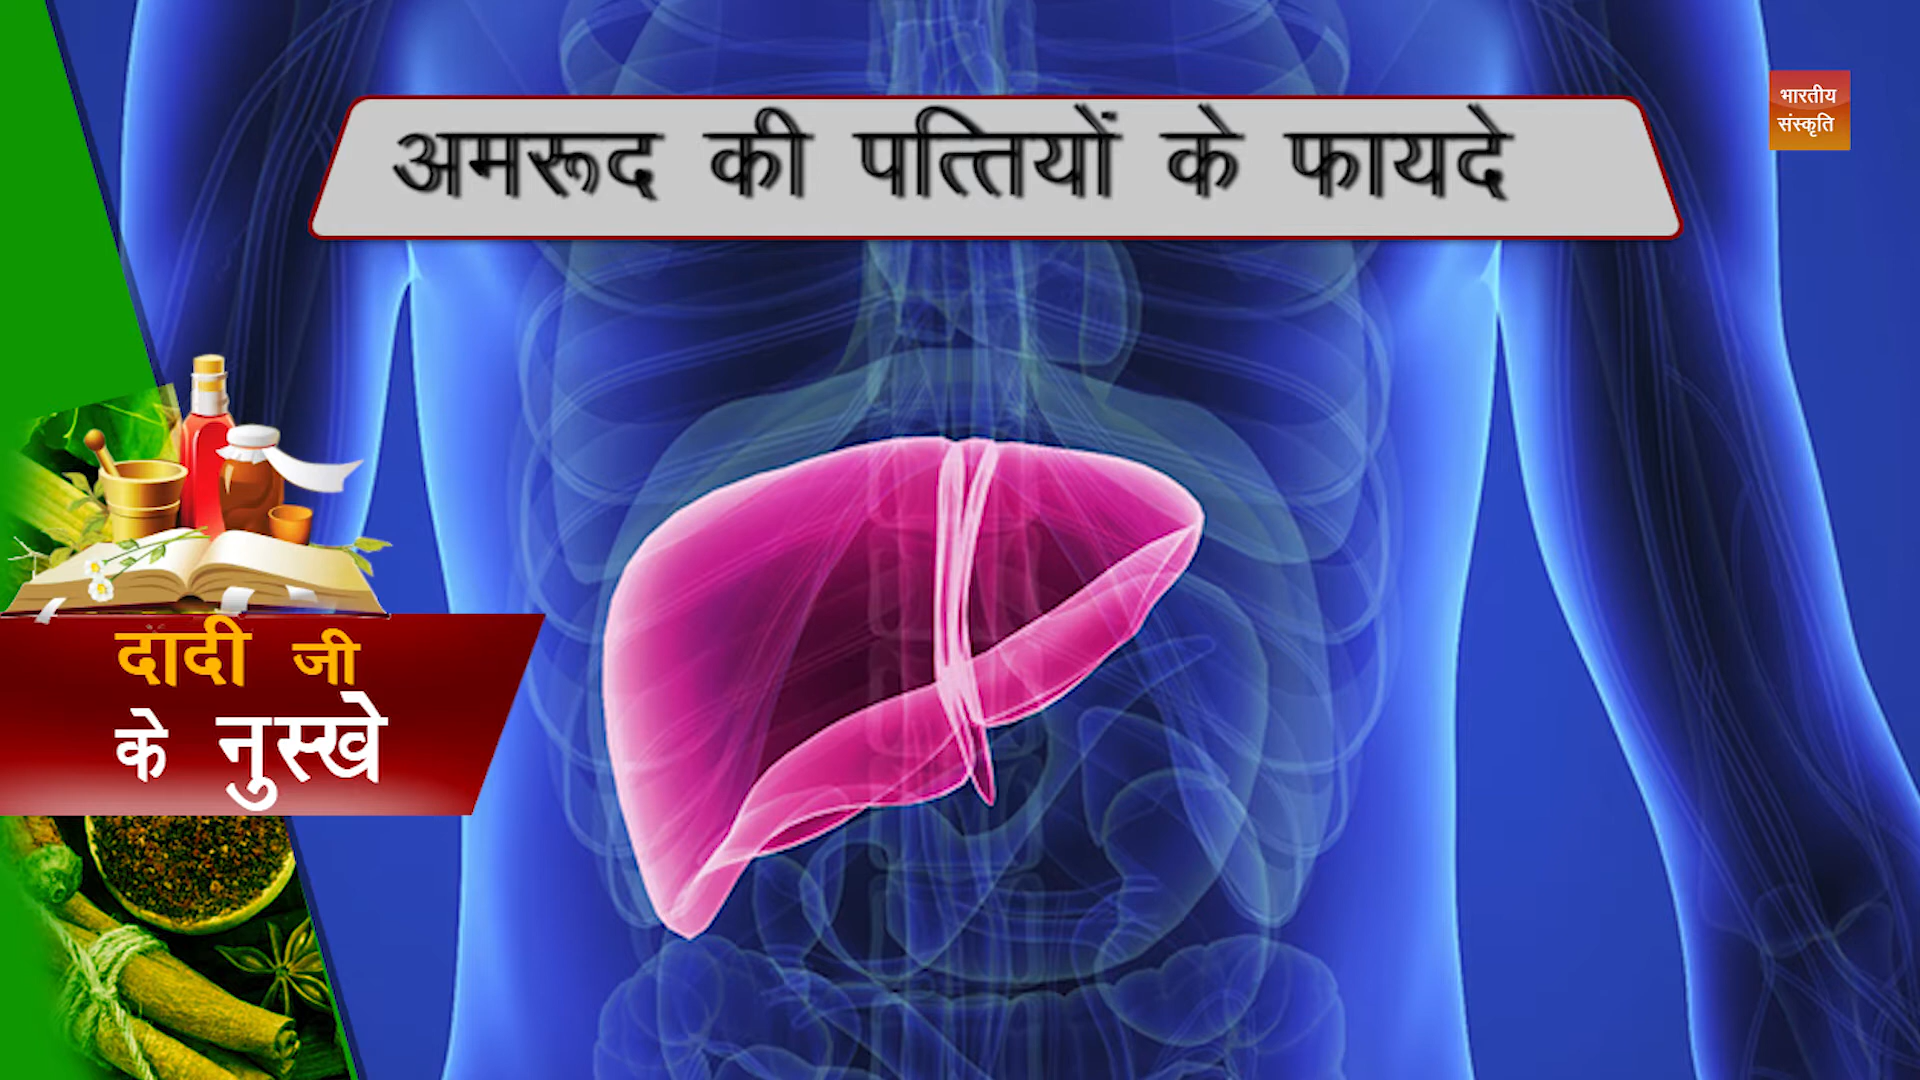 अमरूद की पत्तियों के फायदे
भारतीय
संस्कृति
दादी जी
के नुस्खे